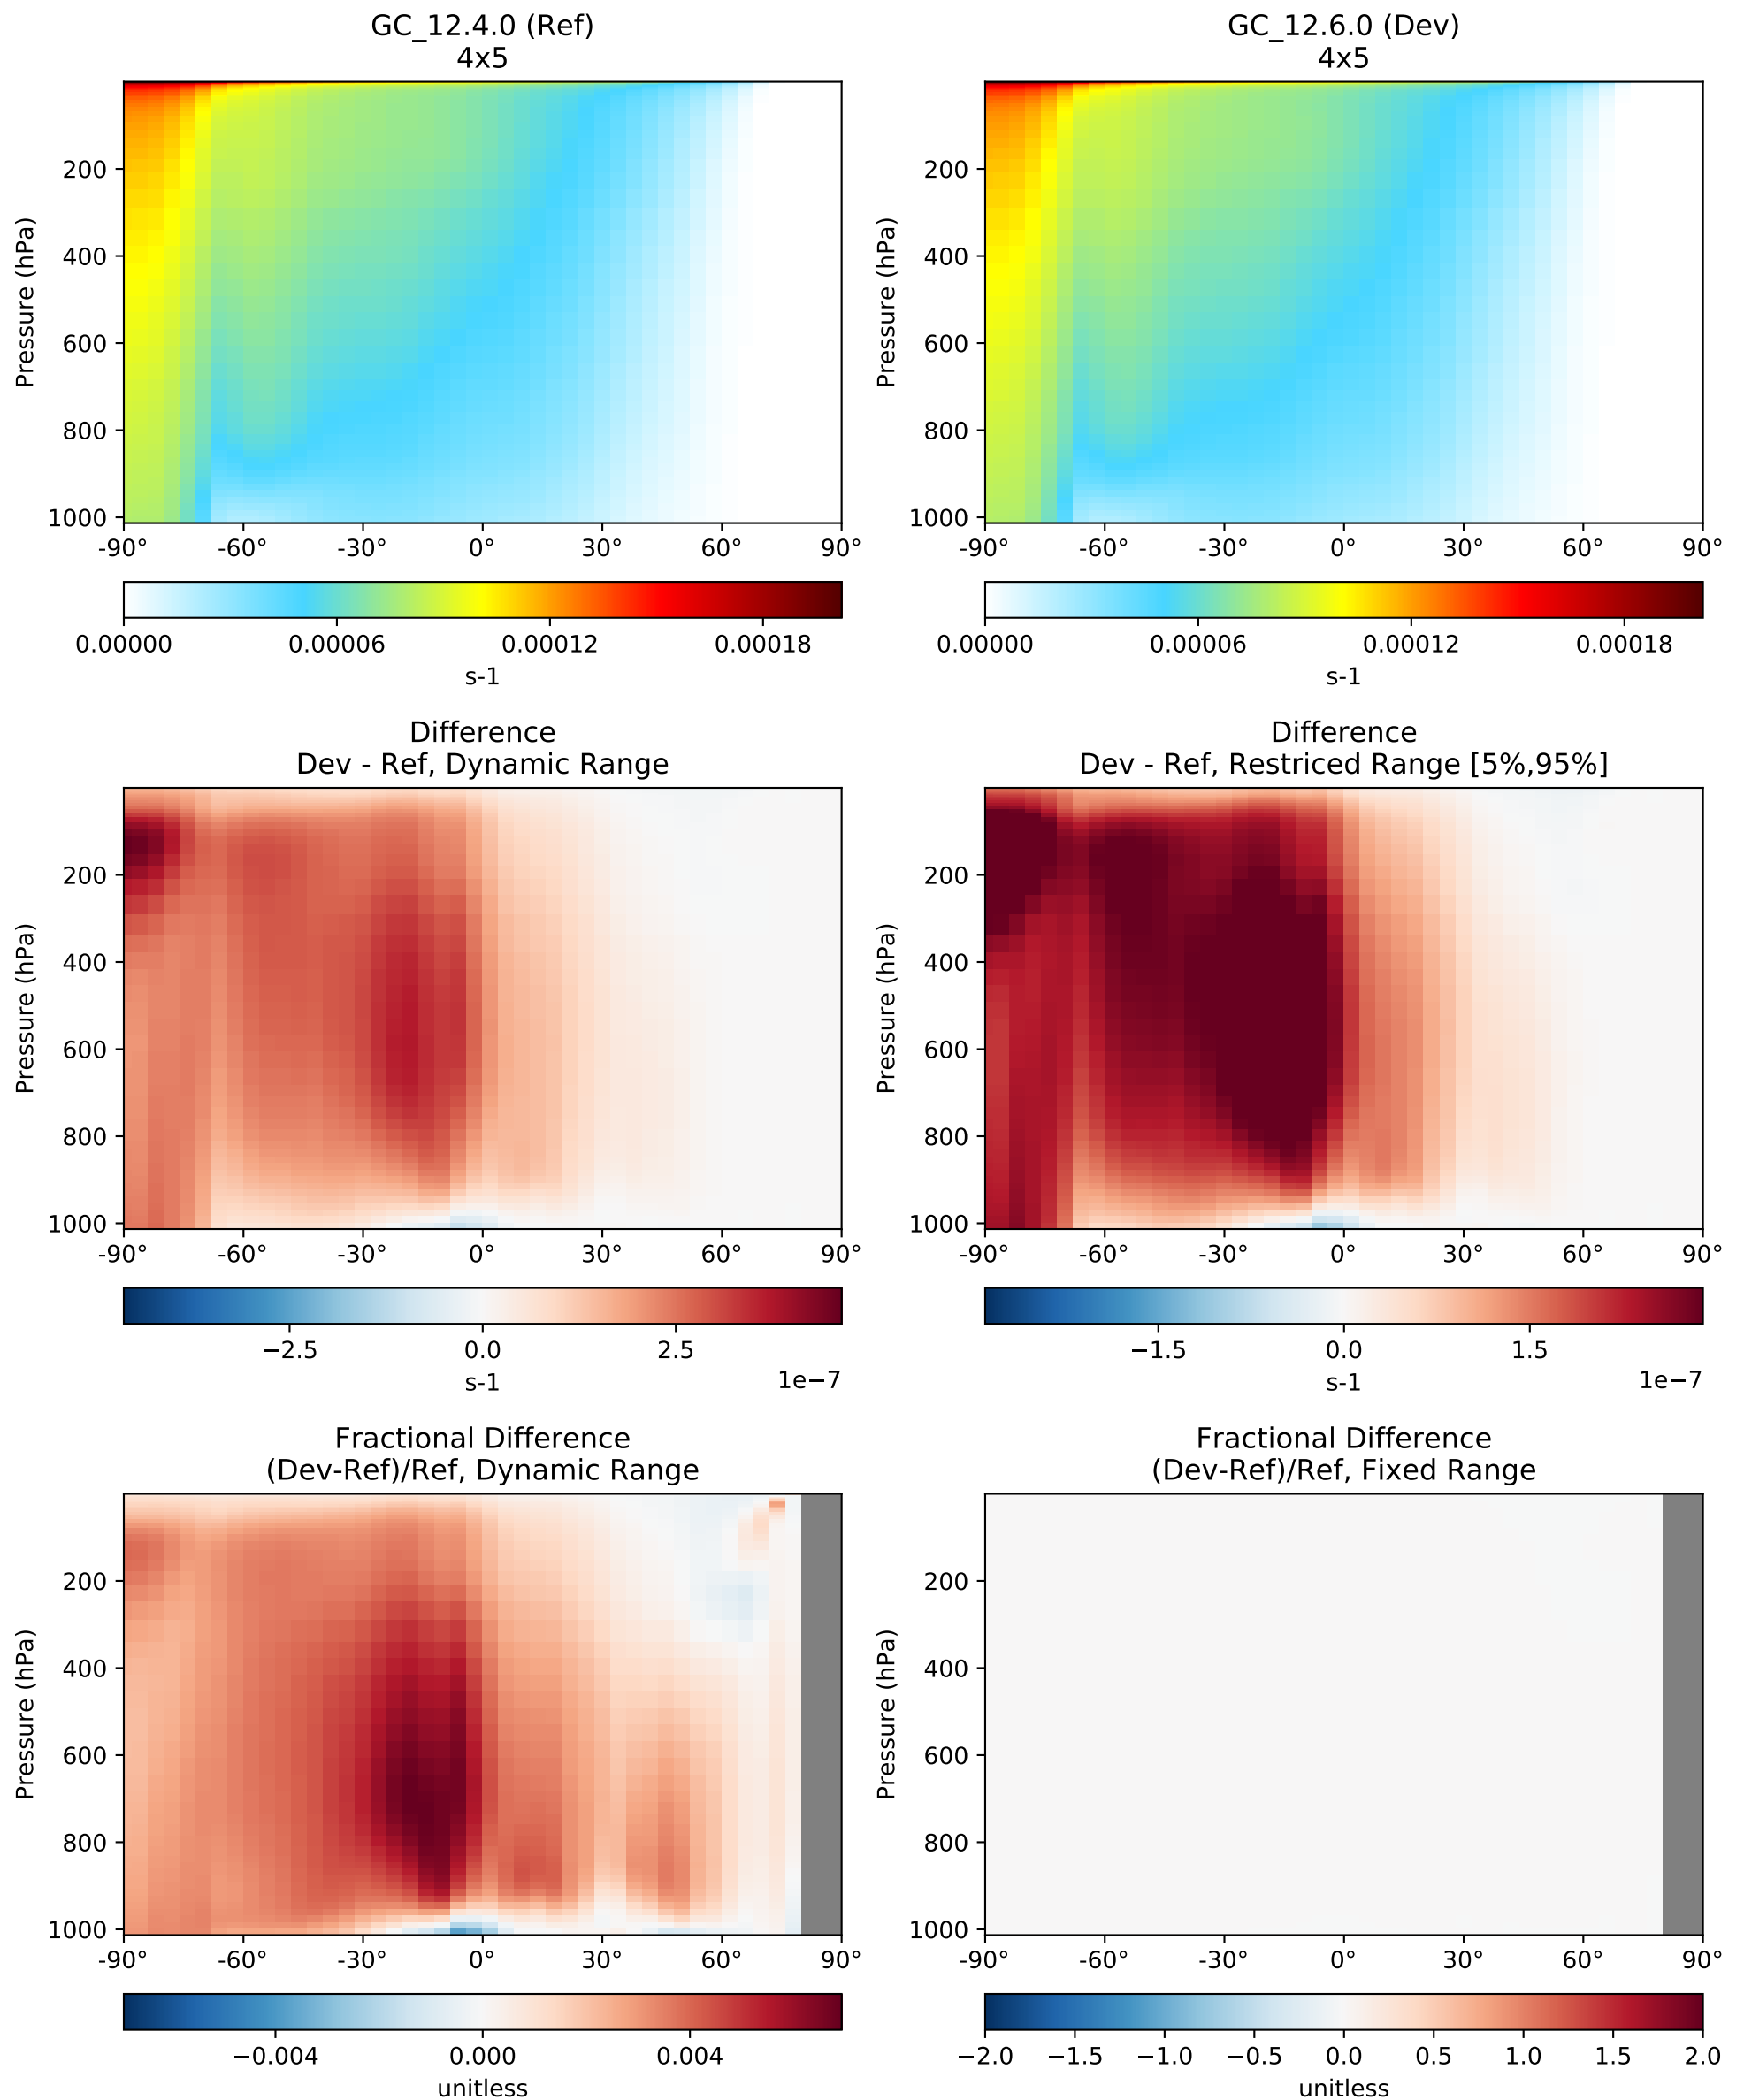 GC_12.4.0 (Ref)
4x5
GC_12.6.0 (Dev)
4x5
Pressure (hPa)
200
400
600
800
1000
-90° -60° -30° 0° 30° 60° 90°
0.00000 0.00006 0.00012 0.00018
s-1
Pressure (hPa)
200
400
600
800
1000
-90° -60° -30° 0° 30° 60° 90°
0.00000 0.00006 0.00012 0.00018
s-1
Difference
Dev - Ref, Dynamic Range
Difference
Dev - Ref, Restriced Range [5%,95%]
Pressure (hPa)
200
400
600
800
1000
-90° -60° -30° 0° 30° 60° 90°
−2.5 0.0 2.5
s-1 1e−7
Pressure (hPa)
200
400
600
800
1000
-90° -60° -30° 0° 30° 60° 90°
−1.5 0.0 1.5
s-1 1e−7
Fractional Difference
(Dev-Ref)/Ref, Dynamic Range
Fractional Difference
(Dev-Ref)/Ref, Fixed Range
Pressure (hPa)
200
400
600
800
1000
-90° -60° -30° 0° 30° 60° 90°
−0.004 0.000 0.004
unitless
Pressure (hPa)
200
400
600
800
1000
-90° -60° -30° 0° 30° 60° 90°
−2.0 −1.5 −1.0 −0.5 0.0 0.5 1.0 1.5 2.0
unitless